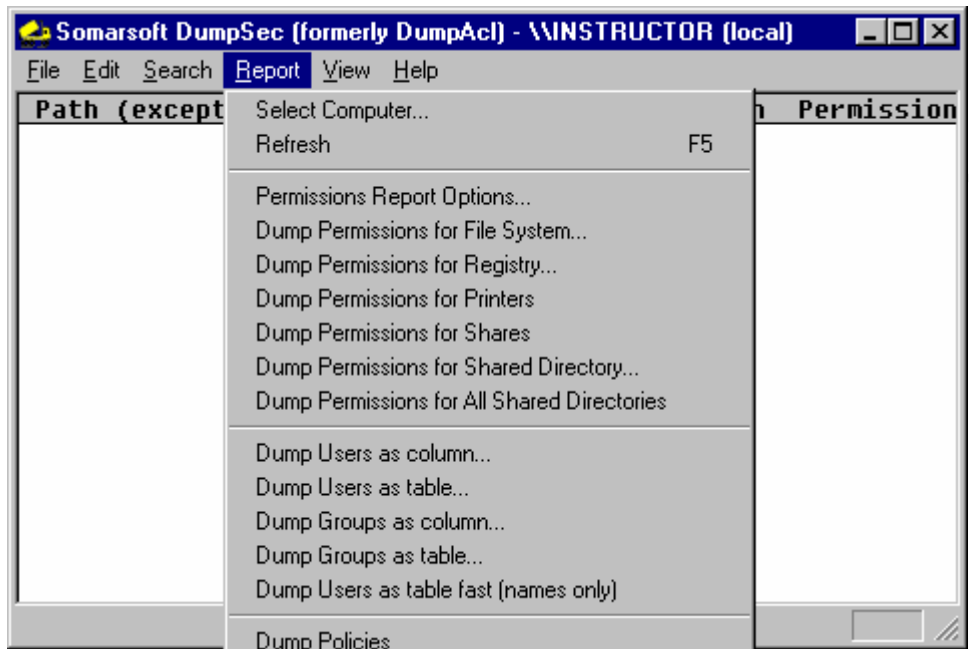 Somarsoft DumpSec (formerly DumpAcl) - \\INSTRUCTOR (local)
File Edit Search Report View Help
Path (except Permission
Select Computer...
Refresh F5
Permissions Report Options...
Dump Permissions for File System...
Dump Permissions for Registry...
Dump Permissions for Printers
Dump Permissions for Shares
Dump Permissions for Shared Directory...
Dump Permissions for All Shared Directories
Dump Users as column...
Dump Users as table...
Dump Groups as column...
Dump Groups as table...
Dump Users as table fast (names only)
Dump Policies